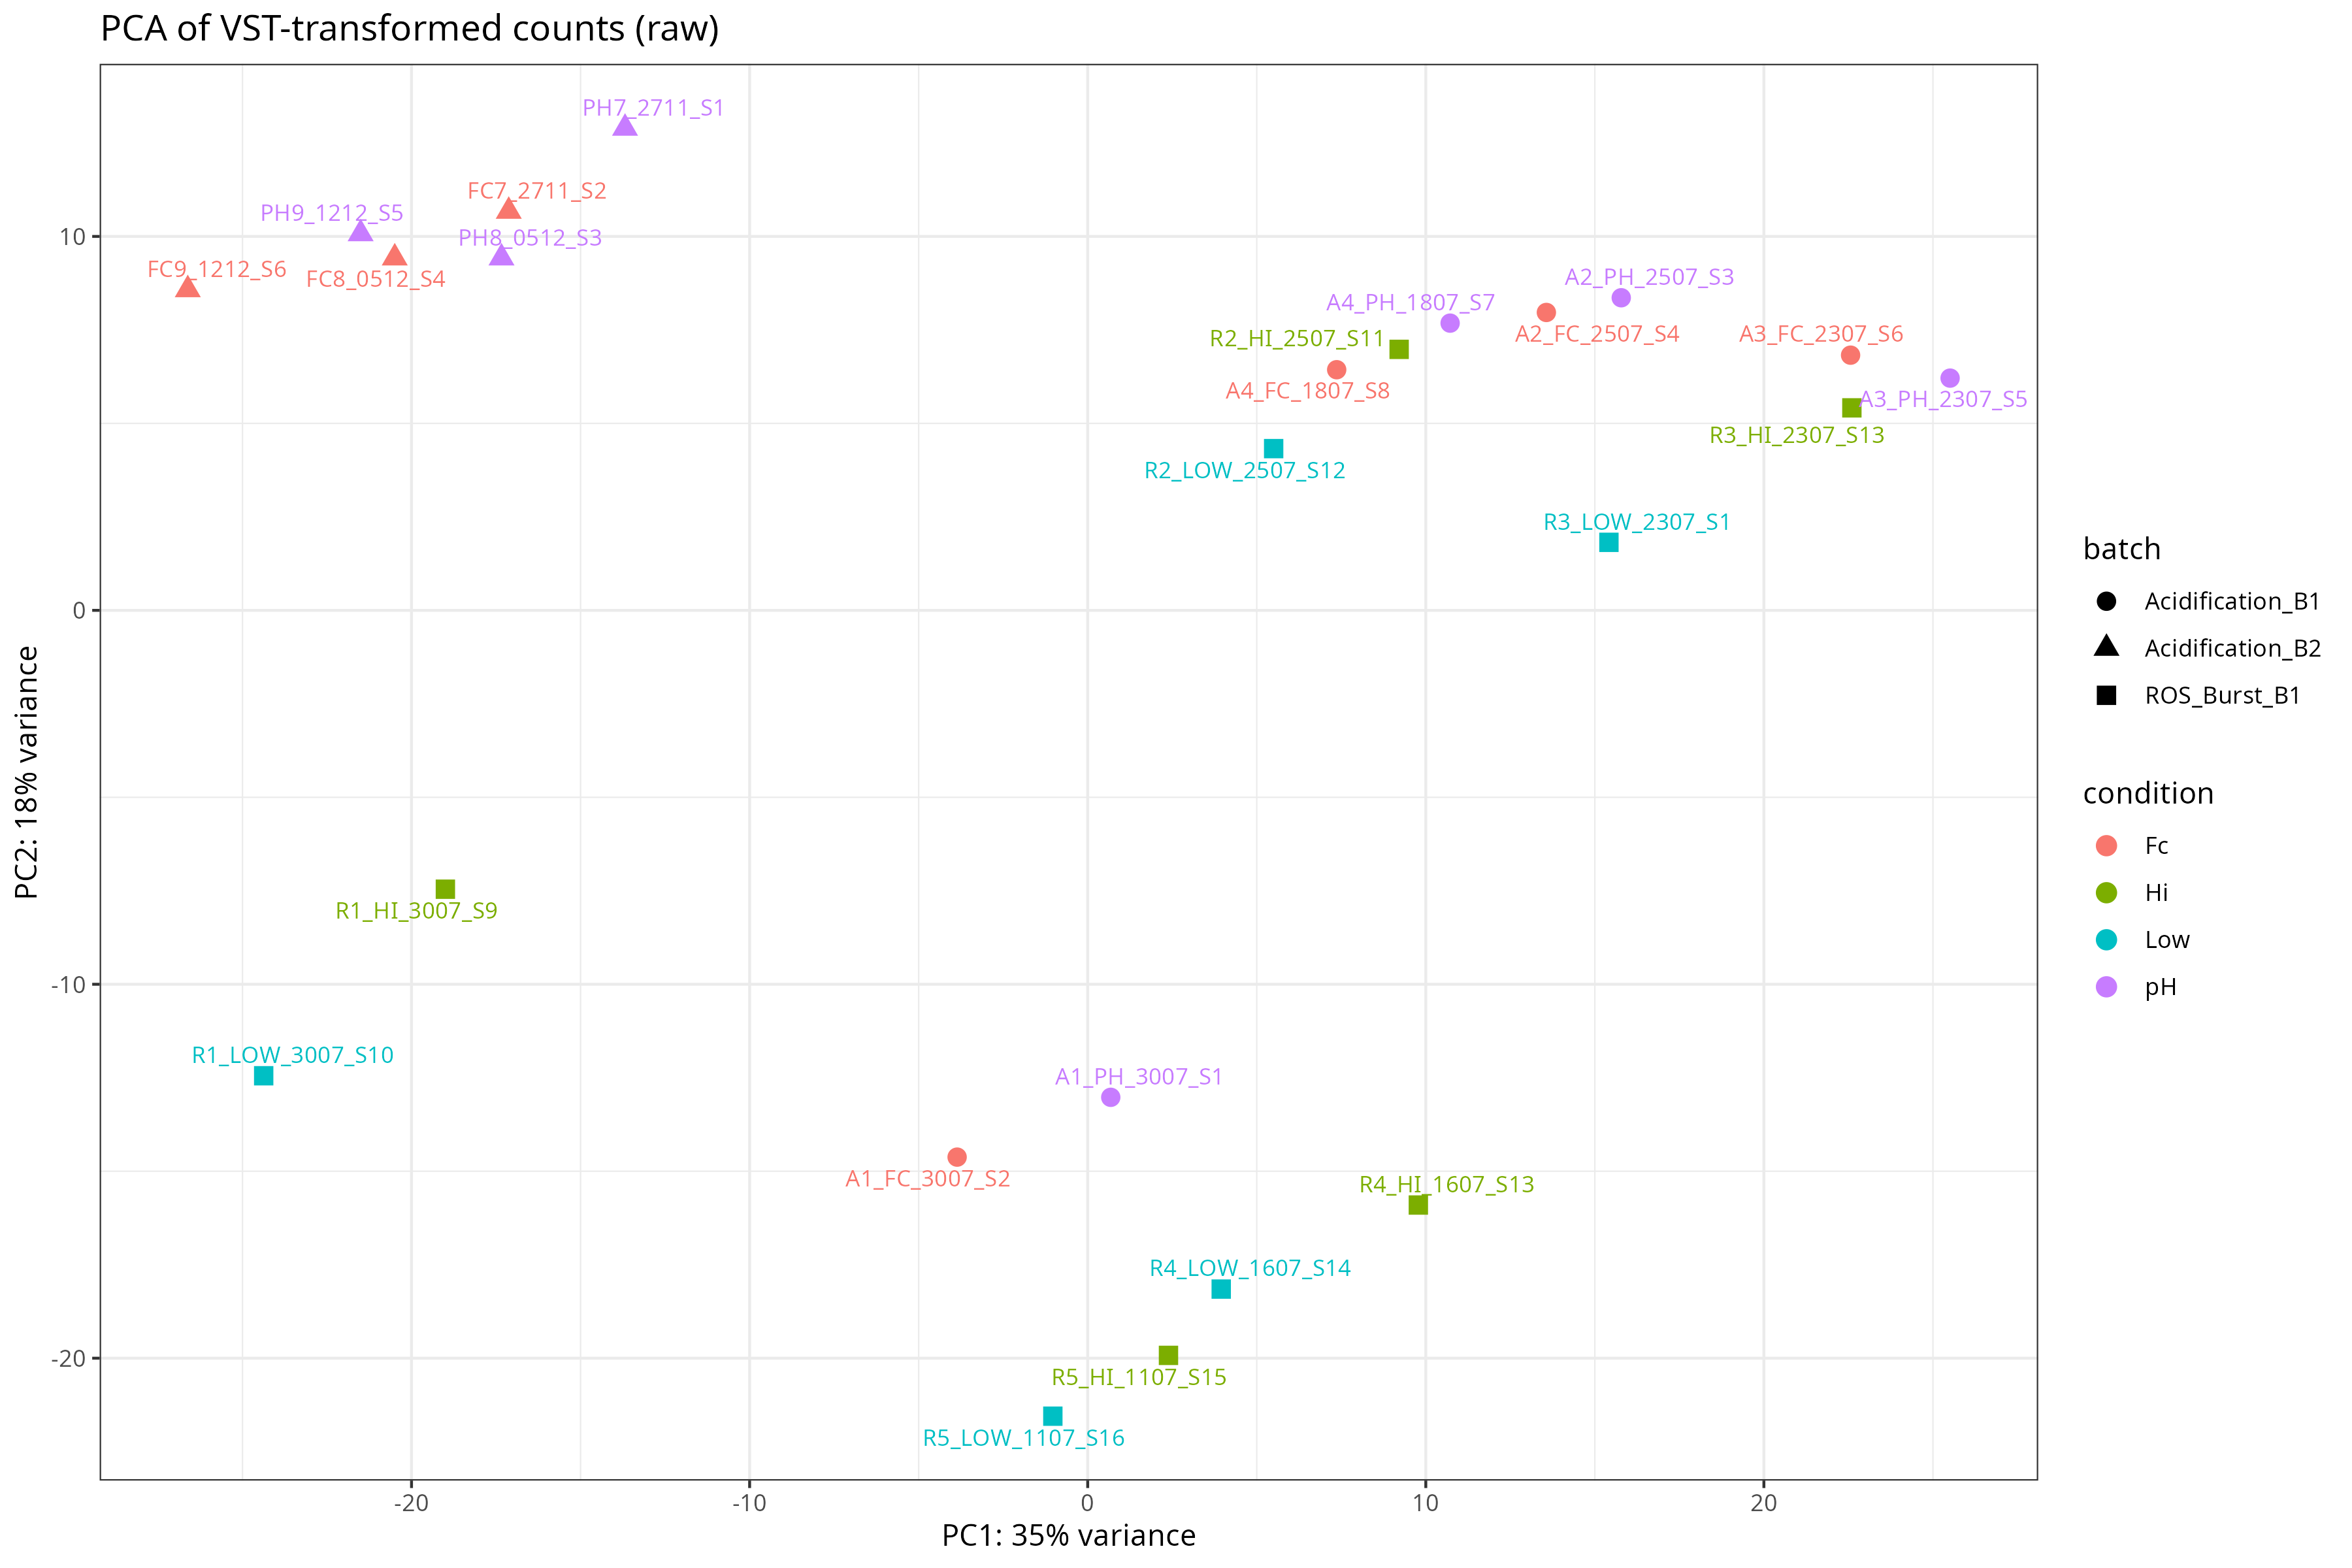 PCA of VST-transformed counts (raw)
PH7_2711_S1
FC7_2711_S2
PH9_1212_S5
PH8_0512_S3
FC9_1212_S6
FC8_0512_S4
A2_PH_2507_S3
A4_PH_1807_S7
A2_FC_2507_S4
A3_FC_2307_S6
R2_HI_2507_S11
A4_FC_1807_S8
A3_PH_2307_S5
R3_HI_2307_S13
R2_LOW_2507_S12
R3_LOW_2307_S1
R1_HI_3007_S9
R1_LOW_3007_S10
A1_PH_3007_S1
A1_FC_3007_S2
R4_HI_1607_S13
R4_LOW_1607_S14
R5_HI_1107_S15
R5_LOW_1107_S16
10
0
-10
-20
PC2: 18% variance
-20
-10
0
10
20
PC1: 35% variance
batch
Acidification_B1
Acidification_B2
ROS_Burst_B1
condition
Fc
Hi
Low
pH